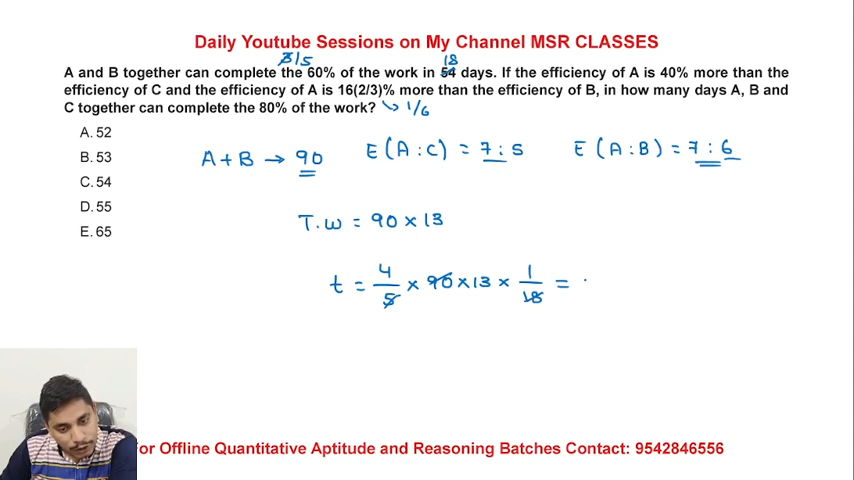 Daily Youtube Sessions on My Channel MSR CLASSES
3/5 18
A and B together can complete the 60% of the work in 54 days. If the efficiency of A is 40% more than the
efficiency of C and the efficiency of A is 16(2/3)% more than the efficiency of B, in how many days A, B and
C together can complete the 80% of the work? ↳ 1/6
A. 52
B. 53
C. 54
D. 55
E. 65
A+B → 90 E(A:C) = 7:5 E(A:B) = 7:6
T.W = 90×13
t = 4/5 × 90×13 × 1/18 =
or Offline Quantitative Aptitude and Reasoning Batches Contact: 9542846556